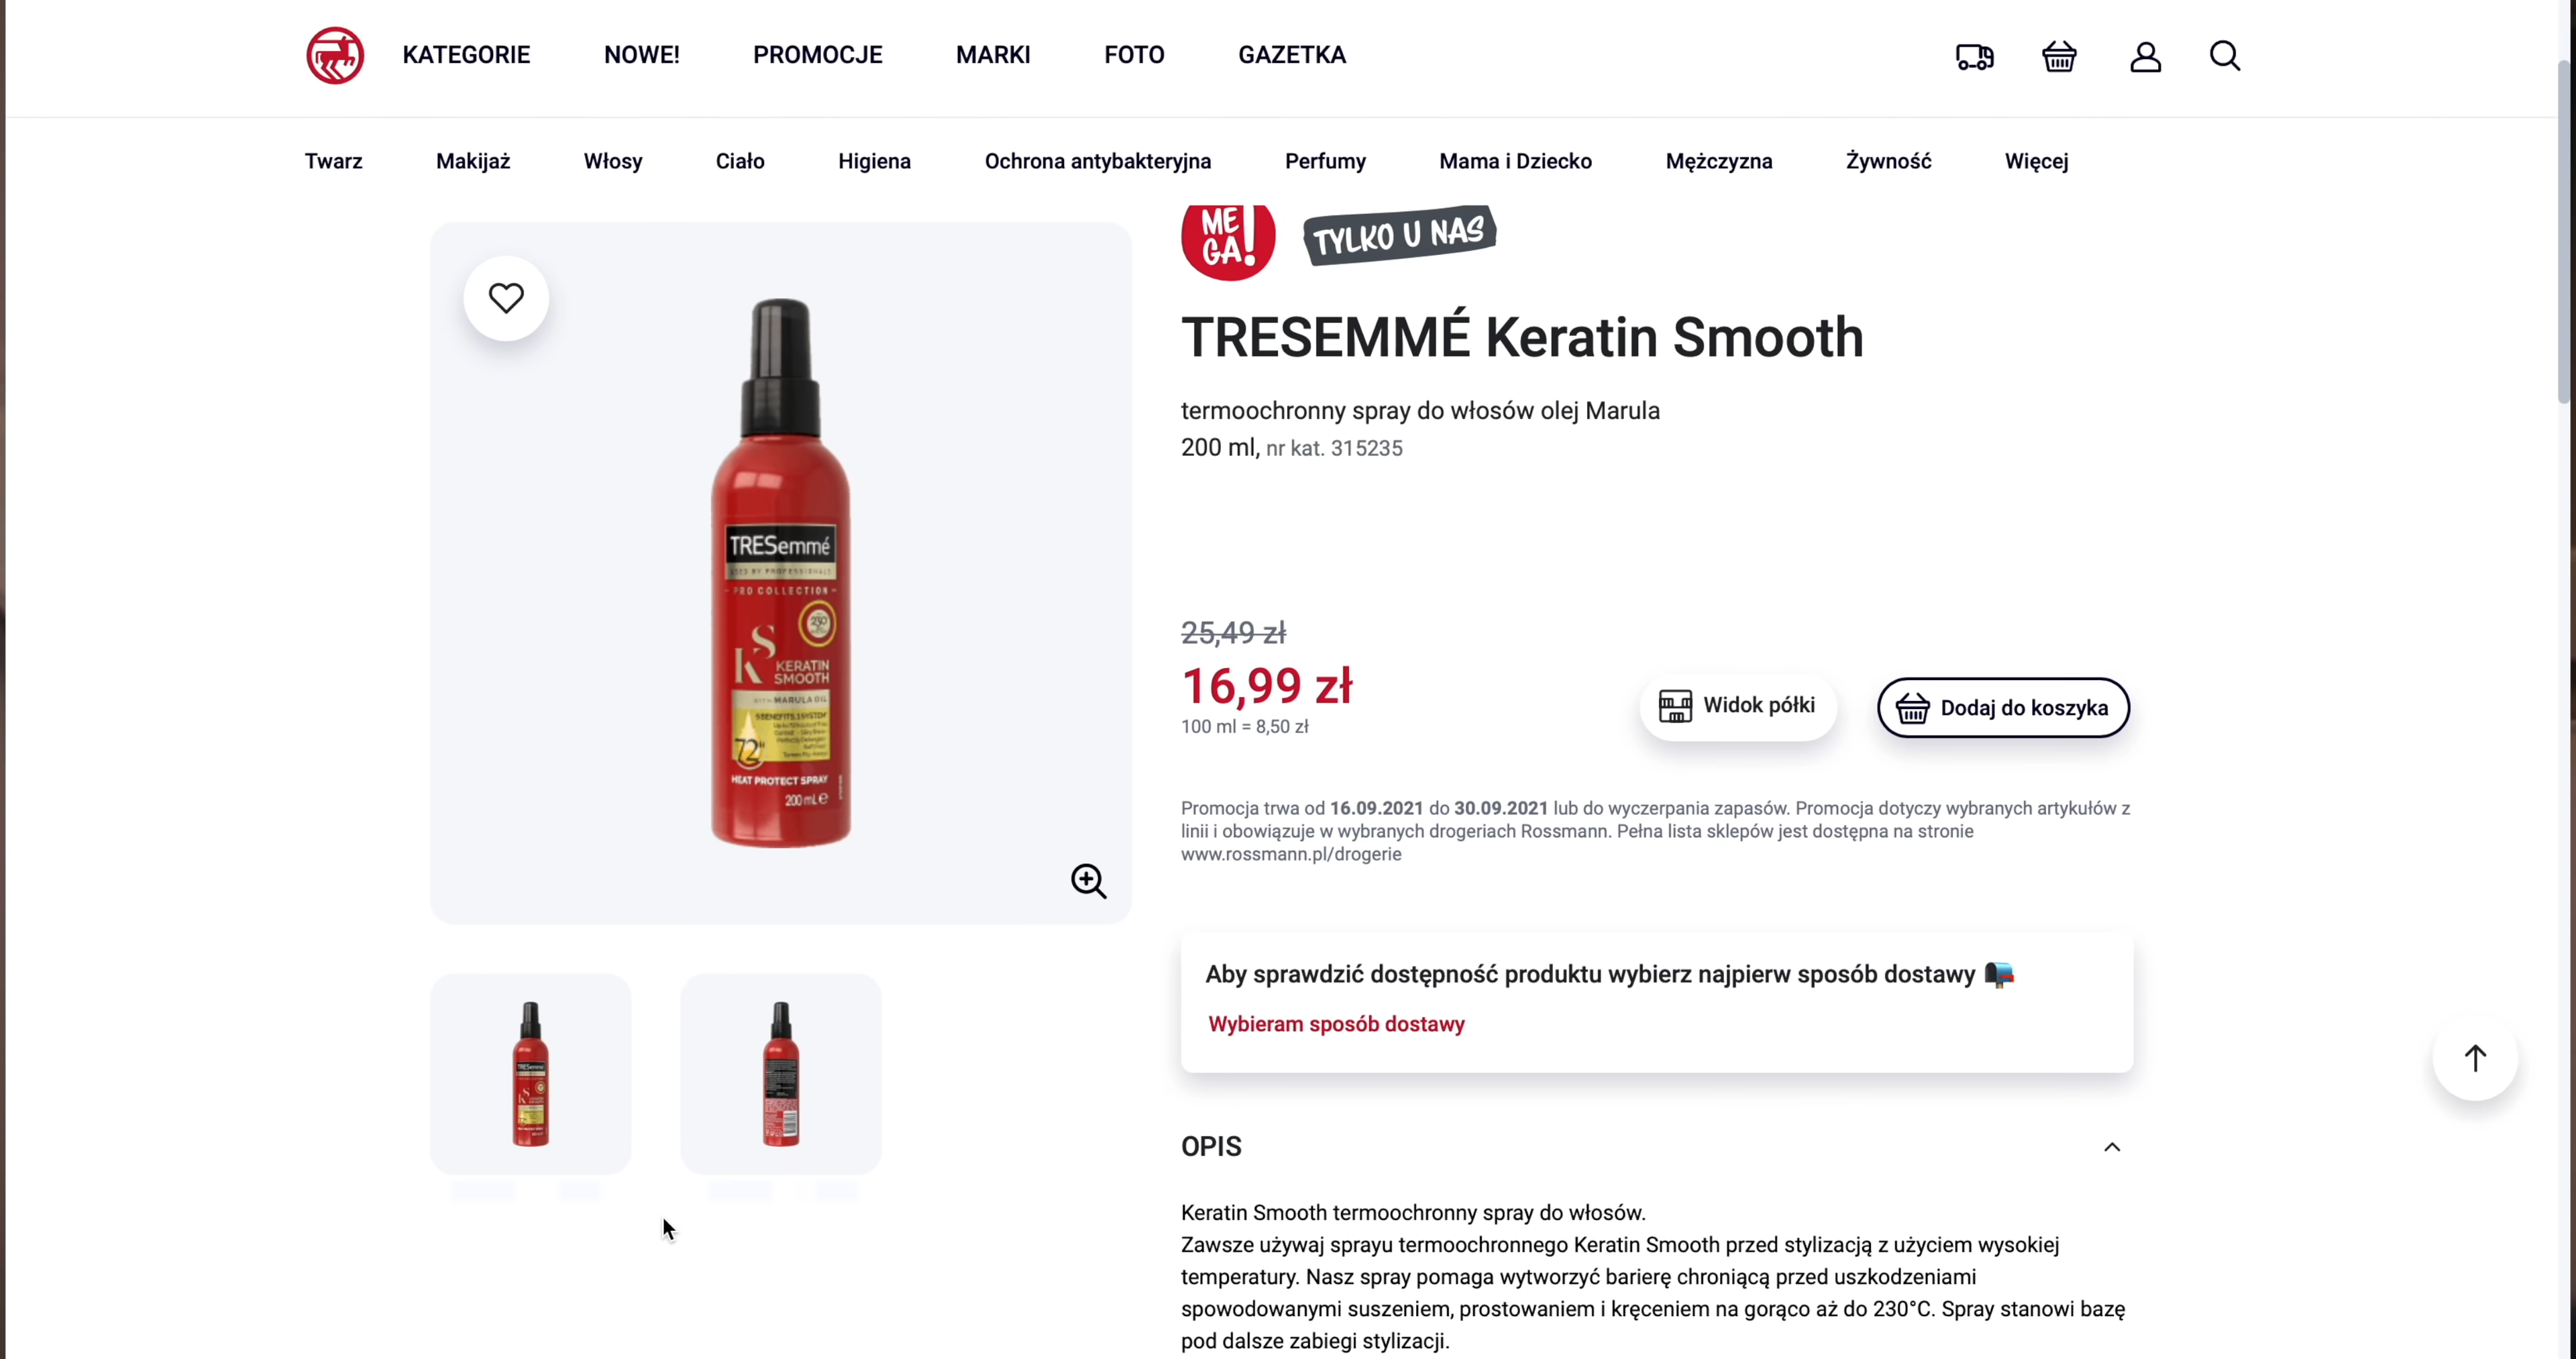 KATEGORIE NOWE! PROMOCJE MARKI FOTO GAZETKA
Twarz Makijaż Włosy Ciało Higiena Ochrona antybakteryjna Perfumy Mama i Dziecko Mężczyzna Żywność Więcej
ME
GA!
TYLKO U NAS
TRESEMMÉ Keratin Smooth
termoochronny spray do włosów olej Marula
200 ml, nr kat. 315235
TRESemmé
USED BY PROFESSIONALS
- PRO COLLECTION -
230°
KS
KERATIN
SMOOTH
WITH MARULA OIL
5 BENEFITS, 1 SYSTEM
72H
HEAT PROTECT SPRAY
200 mL e
25,49 zł
16,99 zł
100 ml = 8,50 zł
Widok półki
Dodaj do koszyka
Promocja trwa od 16.09.2021 do 30.09.2021 lub do wyczerpania zapasów. Promocja dotyczy wybranych artykułów z
linii i obowiązuje w wybranych drogeriach Rossmann. Pełna lista sklepów jest dostępna na stronie
www.rossmann.pl/drogerie
Aby sprawdzić dostępność produktu wybierz najpierw sposób dostawy
Wybieram sposób dostawy
OPIS
Keratin Smooth termoochronny spray do włosów.
Zawsze używaj sprayu termoochronnego Keratin Smooth przed stylizacją z użyciem wysokiej
temperatury. Nasz spray pomaga wytworzyć barierę chroniącą przed uszkodzeniami
spowodowanymi suszeniem, prostowaniem i kręceniem na gorąco aż do 230°C. Spray stanowi bazę
pod dalsze zabiegi stylizacji.